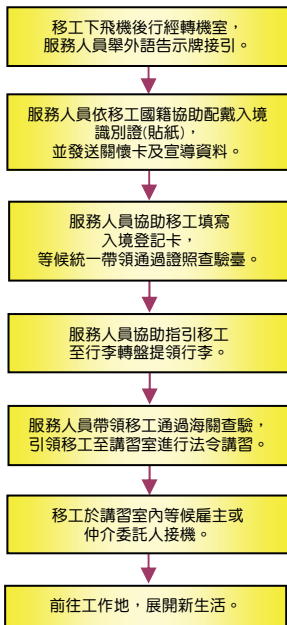 移工下飛機後行經轉機室，
服務人員舉外語告示牌接引。
服務人員依移工國籍協助配戴入境
識別證(貼紙)，
並發送關懷卡及宣導資料。
服務人員協助移工填寫
入境登記卡，
等候統一帶領通過證照查驗臺。
服務人員協助指引移工
至行李轉盤提領行李。
服務人員帶領移工通過海關查驗，
引領移工至講習室進行法令講習。
移工於講習室內等候雇主或
仲介委託人接機。
前往工作地，展開新生活。